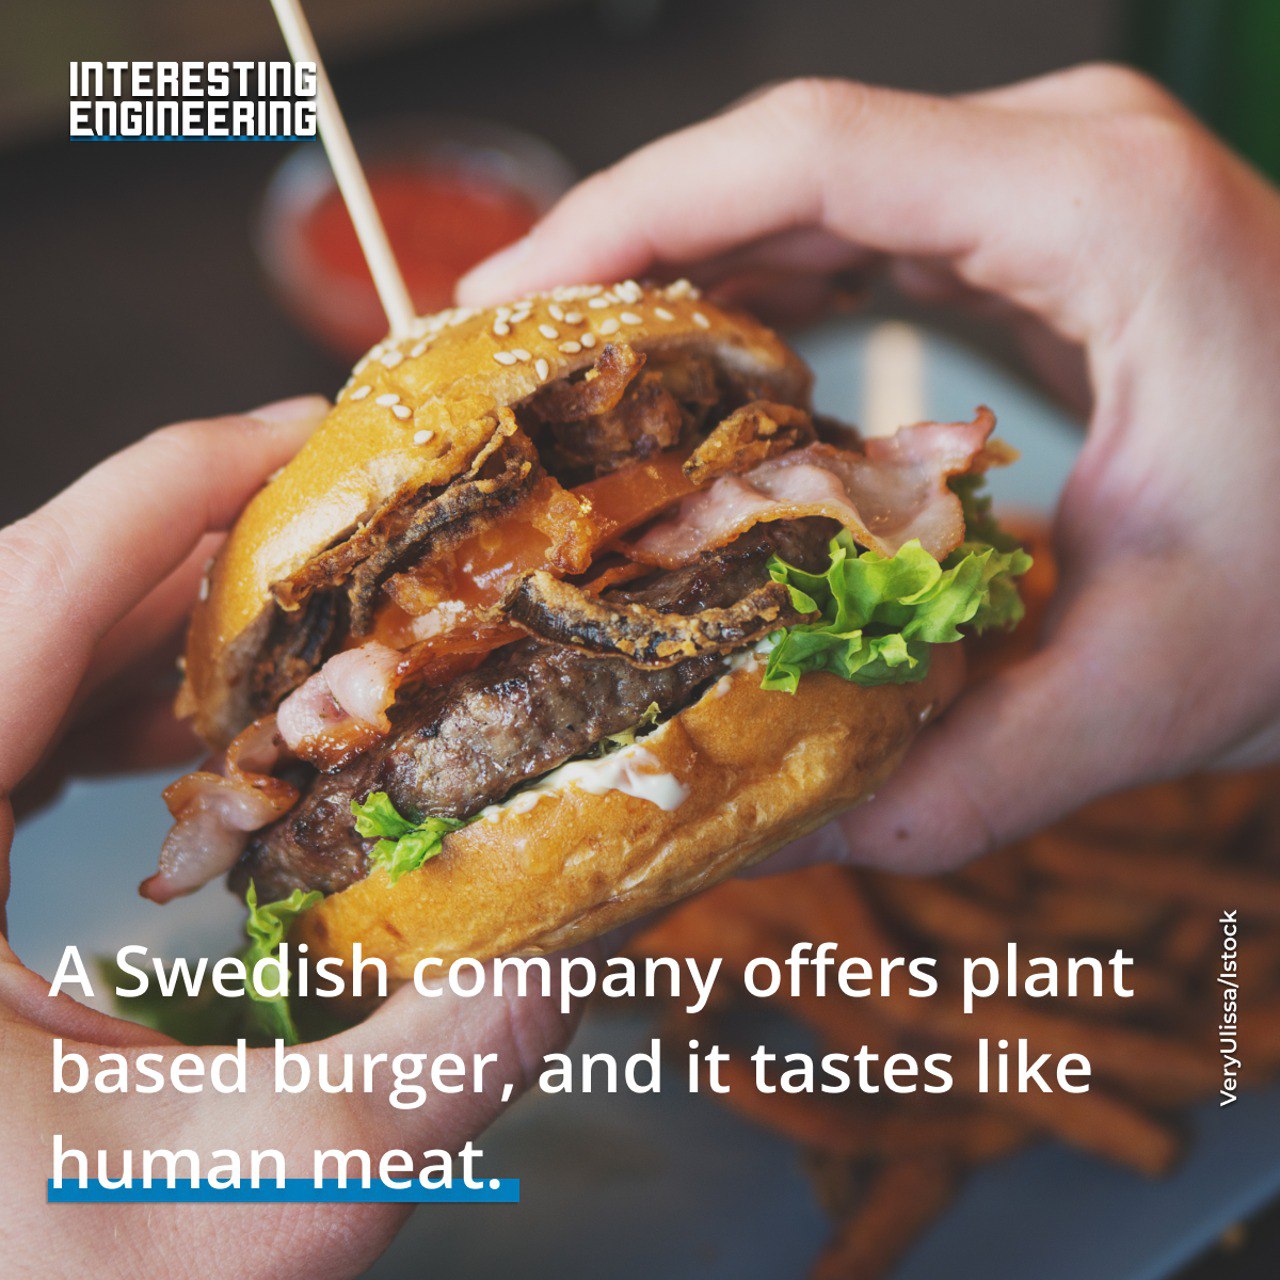 INTERESTING
ENGINEERING
A Swedish company offers plant
based burger, and it tastes like
human meat.
VeryUlissa/Istock